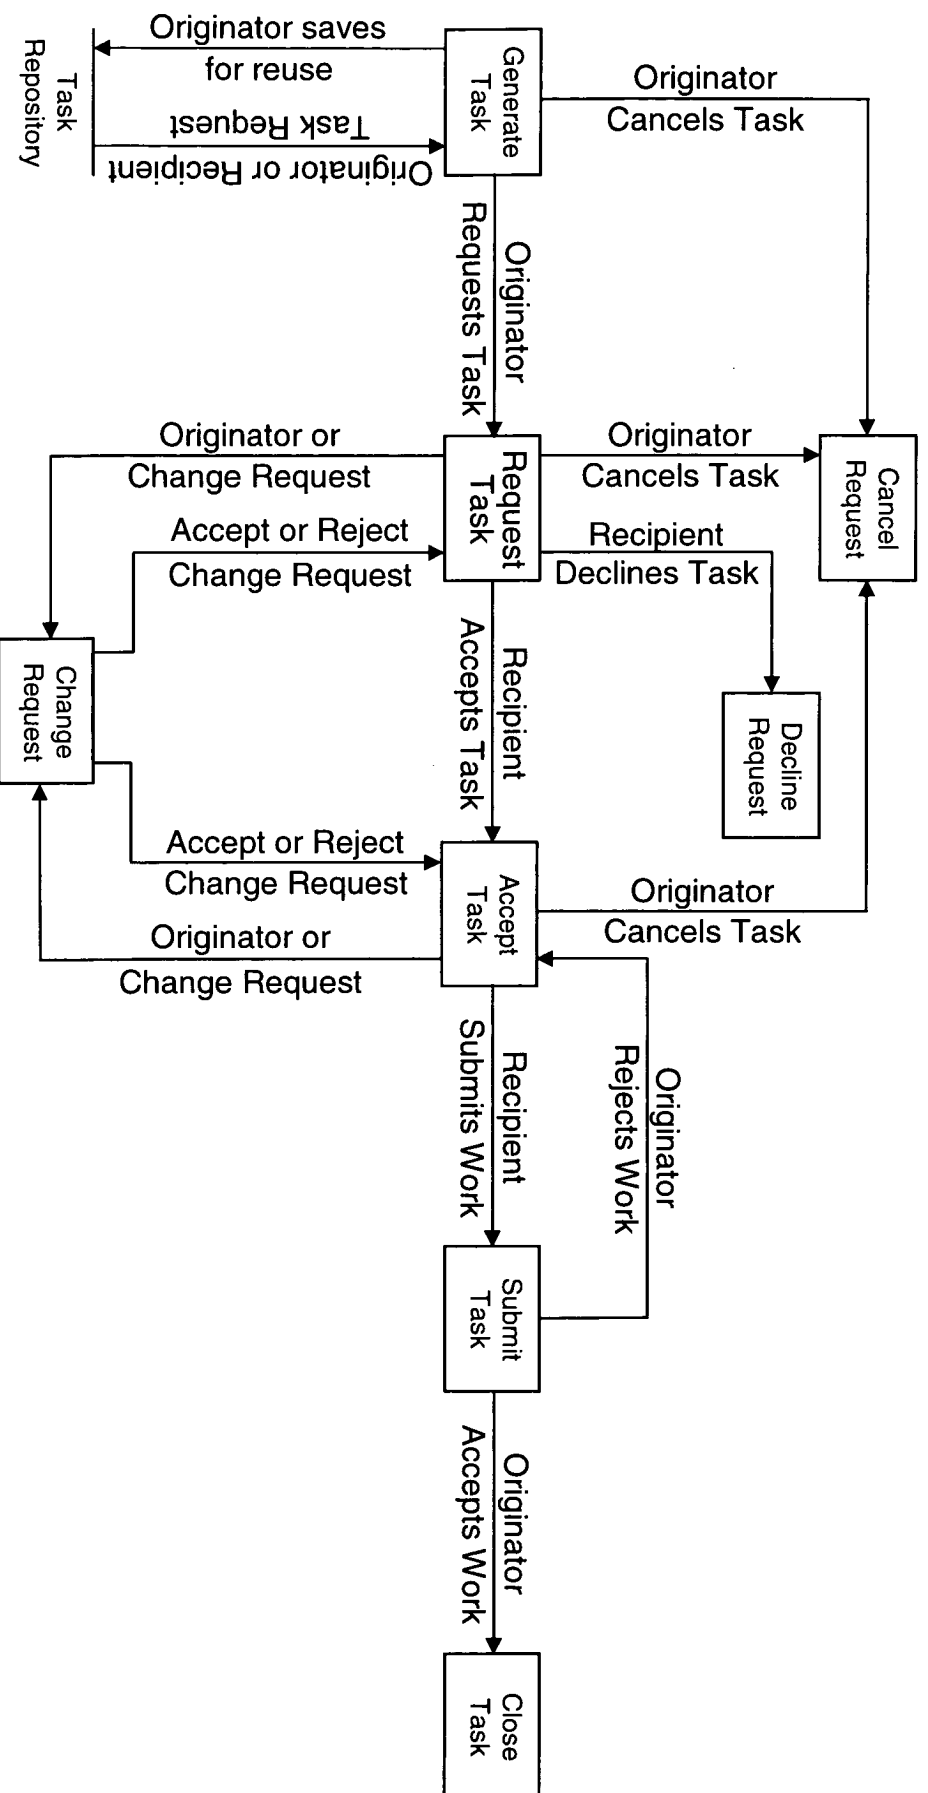 Originator saves
for reuse
Task
Repository
Task Request
Originator or Recipient
Generate
Task
Originator
Cancels Task
Originator
Requests Task
Cancel
Request
Originator or
Change Request
Request
Task
Originator
Cancels Task
Accept or Reject
Change Request
Recipient
Declines Task
Change
Request
Recipient
Accepts Task
Decline
Request
Accept or Reject
Change Request
Accept
Task
Originator
Cancels Task
Originator or
Change Request
Recipient
Submits Work
Originator
Rejects Work
Submit
Task
Originator
Accepts Work
Close
Task